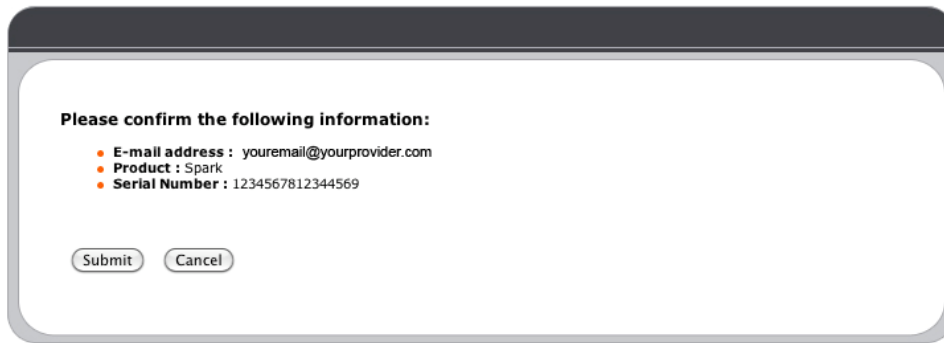 Please confirm the following information:
E-mail address : youremail@yourprovider.com
Product : Spark
Serial Number : 1234567812344569
Submit Cancel